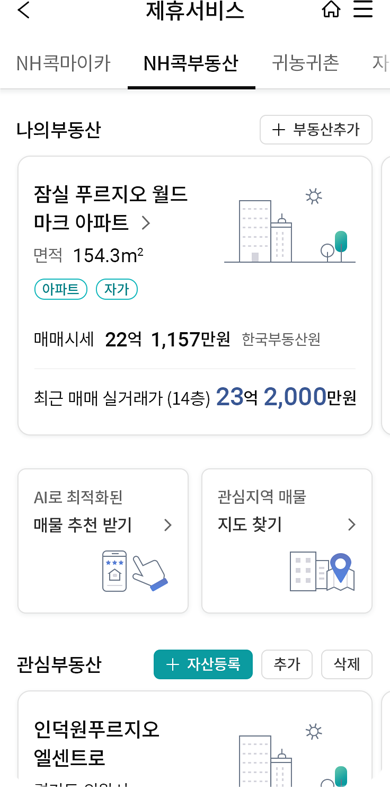 제휴서비스
NH콕마이카 NH콕부동산 귀농귀촌
나의부동산 + 부동산추가
잠실 푸르지오 월드
마크 아파트 >
면적 154.3m²
아파트 자가
매매시세 22억 1,157만원 한국부동산원
최근 매매 실거래가 (14층) 23억 2,000만원
AI로 최적화된
매물 추천 받기 >
관심지역 매물
지도 찾기 >
관심부동산 + 자산등록 추가 삭제
인덕원푸르지오
엘센트로